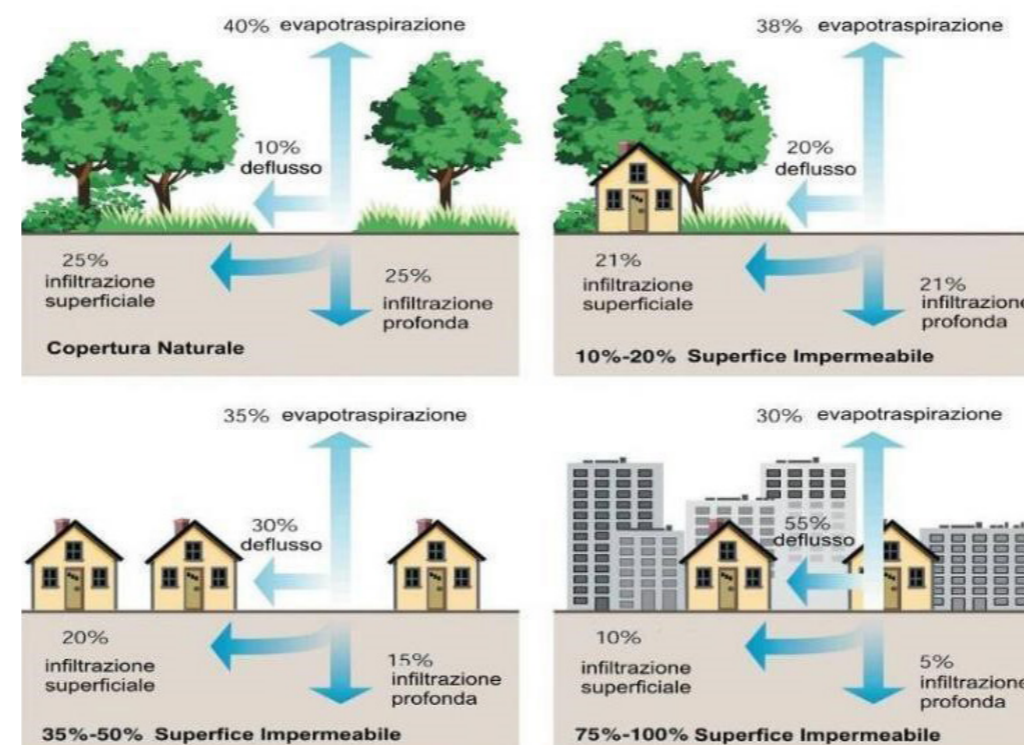 40% evapotraspirazione
10%
deflusso
25%
infiltrazione
superficiale
25%
infiltrazione
profonda
Copertura Naturale
38% evapotraspirazione
20%
deflusso
21%
infiltrazione
superficiale
21%
infiltrazione
profonda
10%-20% Superfice Impermeabile
35% evapotraspirazione
30%
deflusso
20%
infiltrazione
superficiale
15%
infiltrazione
profonda
35%-50% Superfice Impermeabile
30% evapotraspirazione
55%
deflusso
10%
infiltrazione
superficiale
5%
infiltrazione
profonda
75%-100% Superfice Impermeabile